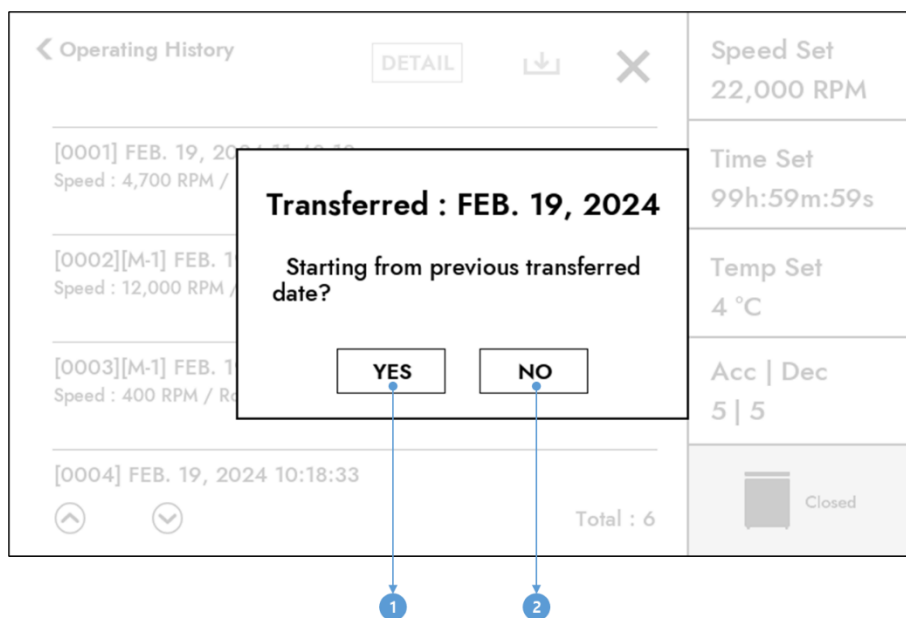 Operating History
DETAIL
Speed Set
22,000 RPM
[0001] FEB. 19, 20
Speed : 4,700 RPM /
Time Set
99h:59m:59s
Transferred : FEB. 19, 2024
Starting from previous transferred
date?
[0002][M-1] FEB. 1
Speed : 12,000 RPM /
Temp Set
4 °C
YES
NO
[0003][M-1] FEB. 1
Speed : 400 RPM / Ro
Acc | Dec
5 | 5
[0004] FEB. 19, 2024 10:18:33
Total : 6
Closed
1
2